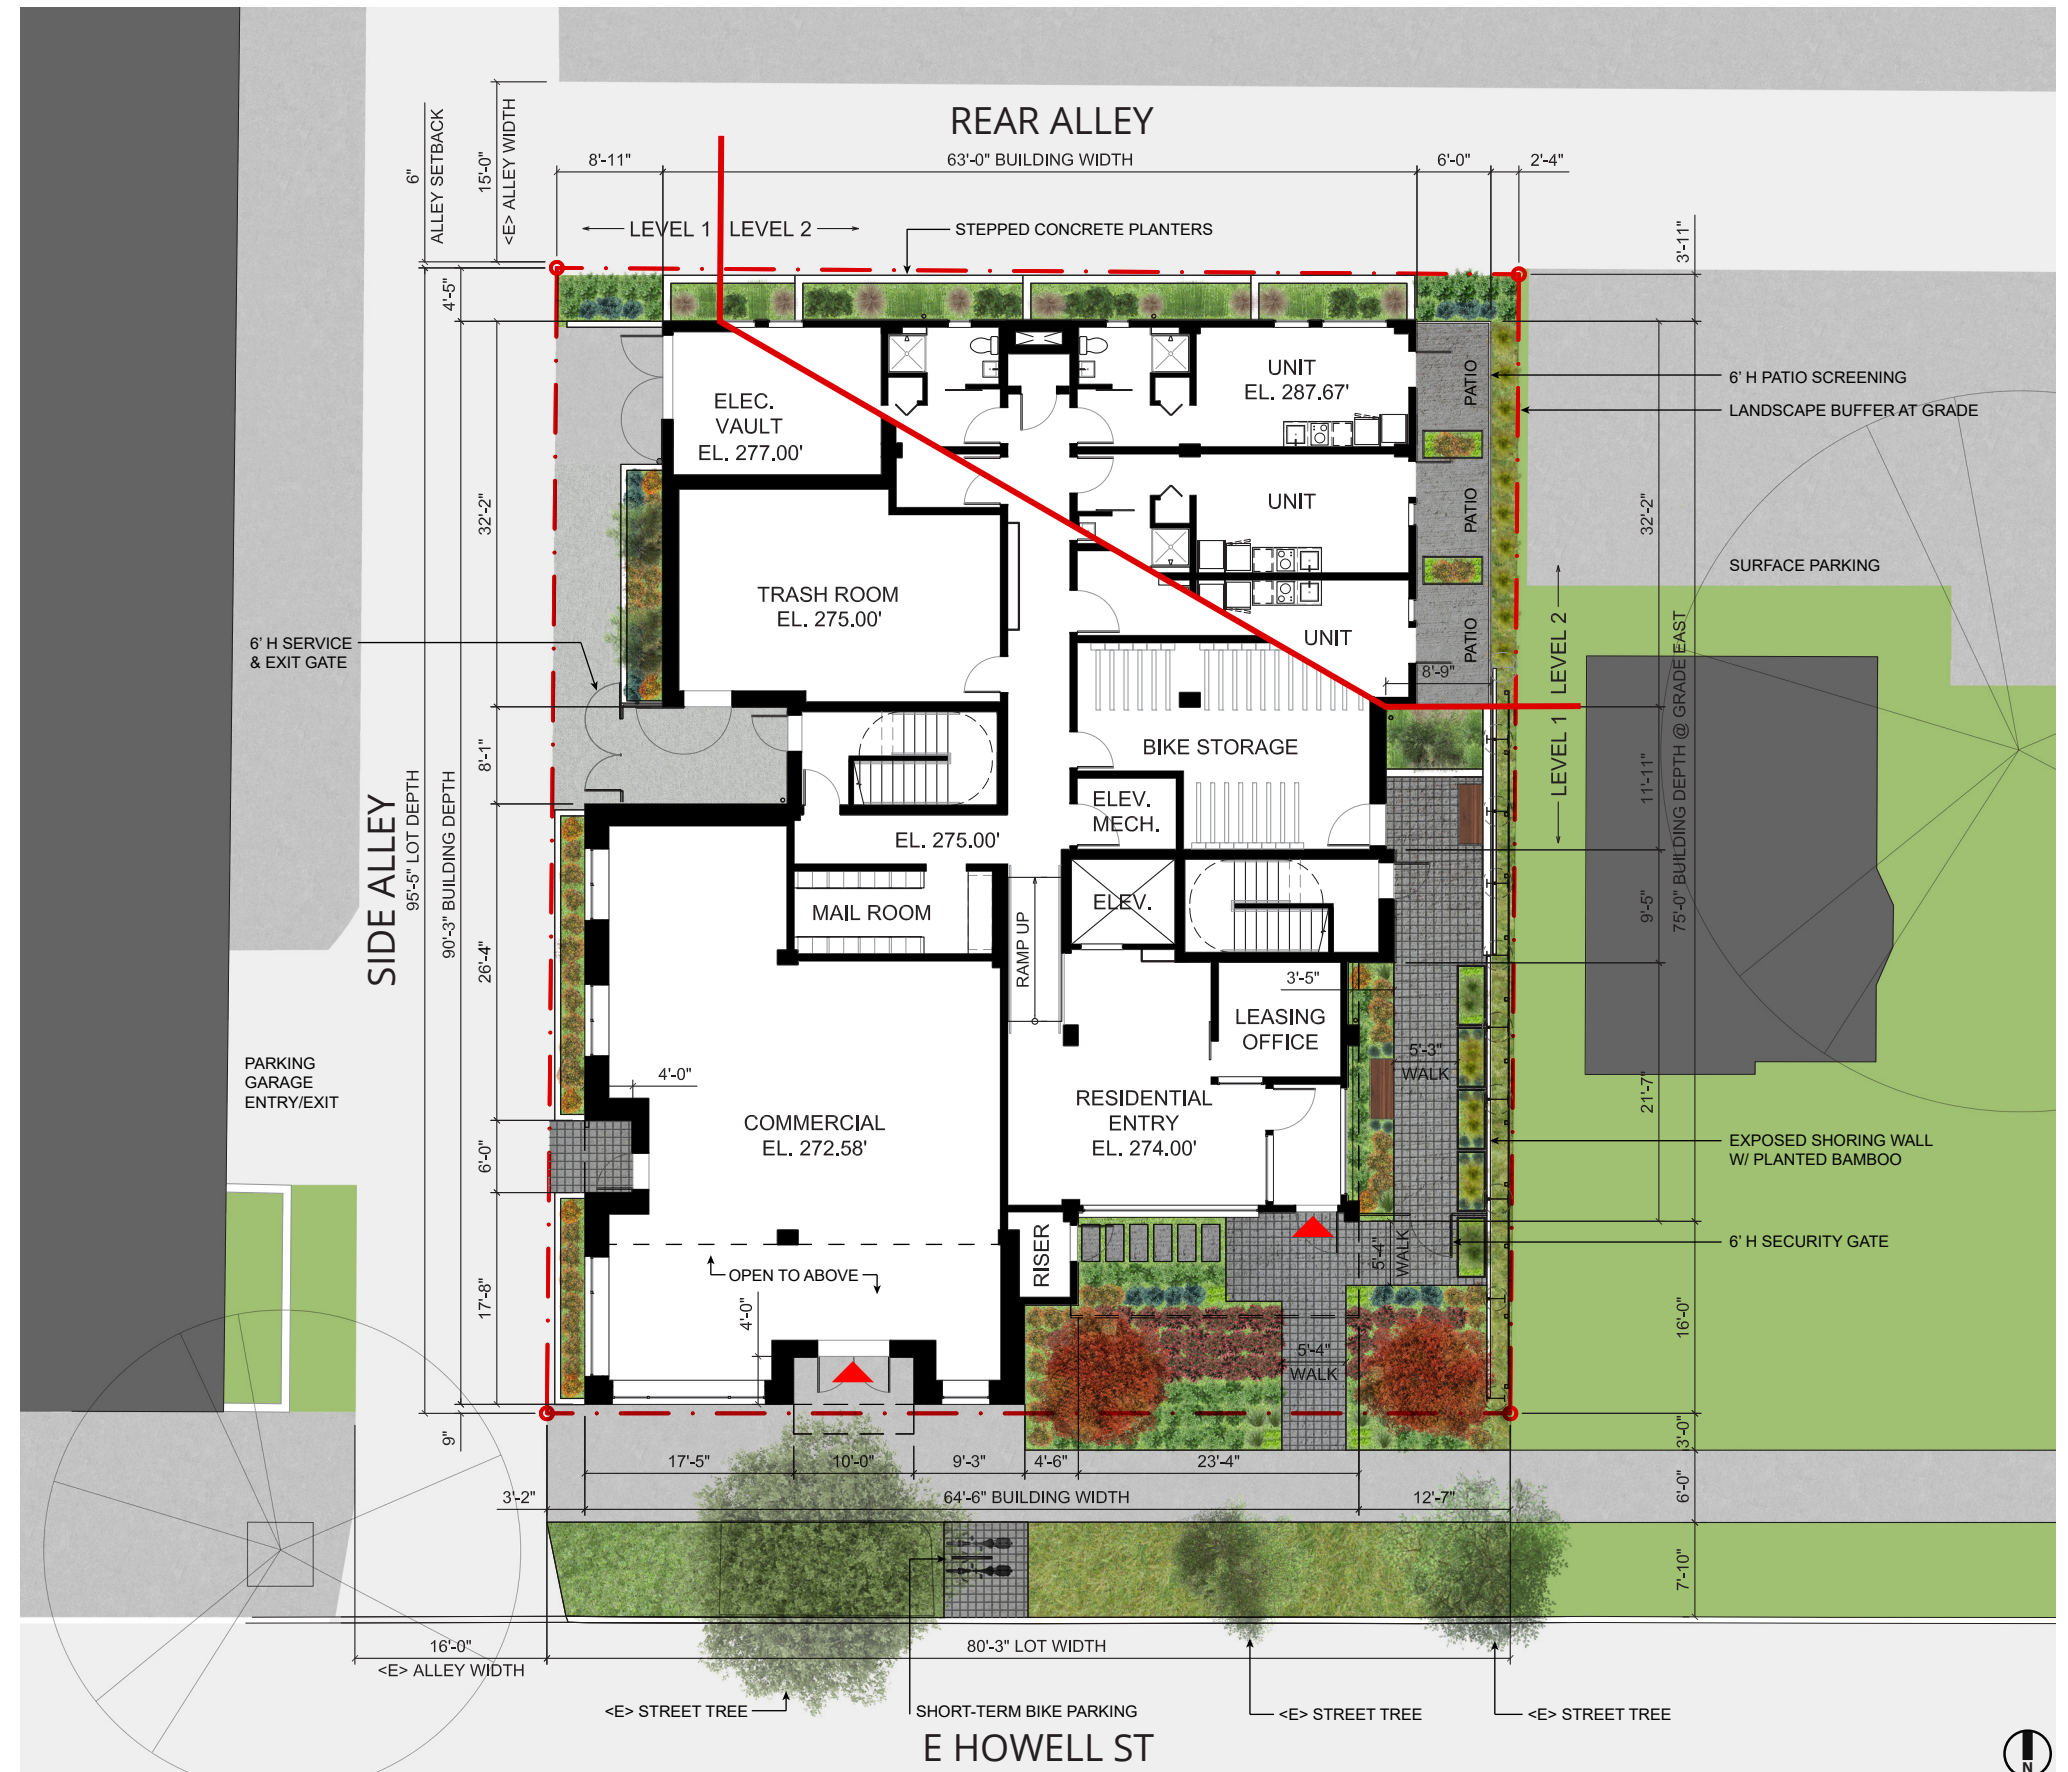 REAR ALLEY
6"
ALLEY SETBACK
15'-0"
<E> ALLEY WIDTH
8'-11"
63'-0" BUILDING WIDTH
6'-0"
2'-4"
LEVEL 1
LEVEL 2
STEPPED CONCRETE PLANTERS
3'-11"
4'-5"
UNIT
EL. 287.67'
PATIO
6' H PATIO SCREENING
LANDSCAPE BUFFER AT GRADE
ELEC.
VAULT
EL. 277.00'
32'-2"
UNIT
PATIO
32'-2"
SURFACE PARKING
TRASH ROOM
EL. 275.00'
UNIT
PATIO
8'-9"
LEVEL 1
LEVEL 2
6' H SERVICE
& EXIT GATE
8'-1"
BIKE STORAGE
11'-11"
75'-0" BUILDING DEPTH @ GRADE EAST
SIDE ALLEY
95'-5" LOT DEPTH
90'-3" BUILDING DEPTH
ELEV.
MECH.
EL. 275.00'
MAIL ROOM
ELEV.
RAMP UP
9'-5"
26'-4"
3'-5"
LEASING
OFFICE
5'-3"
WALK
PARKING
GARAGE
ENTRY/EXIT
4'-0"
COMMERCIAL
EL. 272.58'
RESIDENTIAL
ENTRY
EL. 274.00'
21'-7"
EXPOSED SHORING WALL
W/ PLANTED BAMBOO
6'-0"
RISER
5'-4"
WALK
6' H SECURITY GATE
OPEN TO ABOVE
17'-8"
4'-0"
16'-0"
5'-4"
WALK
9"
3'-0"
17'-5"
10'-0"
9'-3"
4'-6"
23'-4"
3'-2"
64'-6" BUILDING WIDTH
12'-7"
6'-0"
7'-10"
16'-0"
<E> ALLEY WIDTH
80'-3" LOT WIDTH
<E> STREET TREE
SHORT-TERM BIKE PARKING
<E> STREET TREE
<E> STREET TREE
E HOWELL ST
N